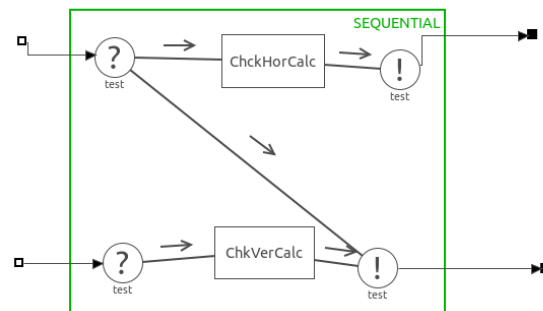 SEQUENTIAL
?
ChckHorCalc
!
test
test
?
ChkVerCalc
!
test
test